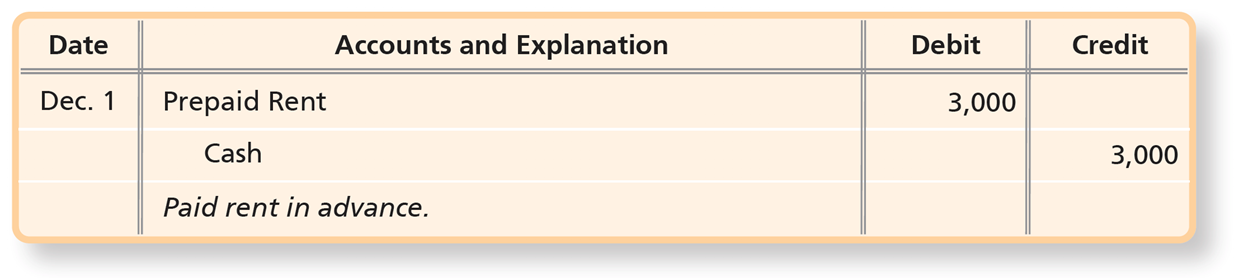 Date Accounts and Explanation Debit Credit
Dec. 1 Prepaid Rent 3,000
Cash 3,000
Paid rent in advance.